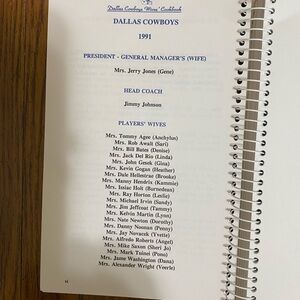 Dallas Cowboys Wives' Cookbook
DALLAS COWBOYS
1991
PRESIDENT - GENERAL MANAGER'S (WIFE)
Mrs. Jerry Jones (Gene)
HEAD COACH
Jimmy Johnson
PLAYERS' WIVES
Mrs. Tommy Agee (Anchylus)
Mrs. Rob Awalt (Sari)
Mrs. Bill Bates (Denise)
Mrs. Jack Del Rio (Linda)
Mrs. John Gesek (Gina)
Mrs. Kevin Gogan (Heather)
Mrs. Dale Hellestrae (Brooke)
Mrs. Manny Hendrix (Kammie)
Mrs. Issiac Holt (Burnedean)
Mrs. Ray Horton (Leslie)
Mrs. Michael Irvin (Sandy)
Mrs. Jim Jeffcoat (Tammy)
Mrs. Kelvin Martin (Lynn)
Mrs. Nate Newton (Dorothy)
Mrs. Danny Noonan (Penny)
Mrs. Jay Novacek (Yvette)
Mrs. Alfredo Roberts (Angel)
Mrs. Mike Saxon (Sheri Jo)
Mrs. Mark Tuinei (Pono)
Mrs. Jame Washington (Dana)
Mrs. Alexander Wright (Veerle)